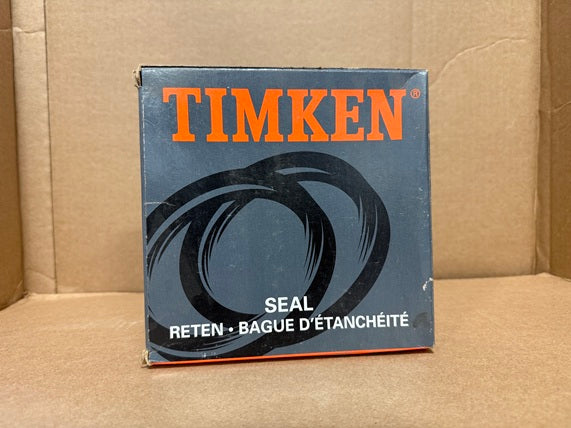 TIMKEN®
SEAL
RETEN • BAGUE D'ÉTANCHÉITÉ